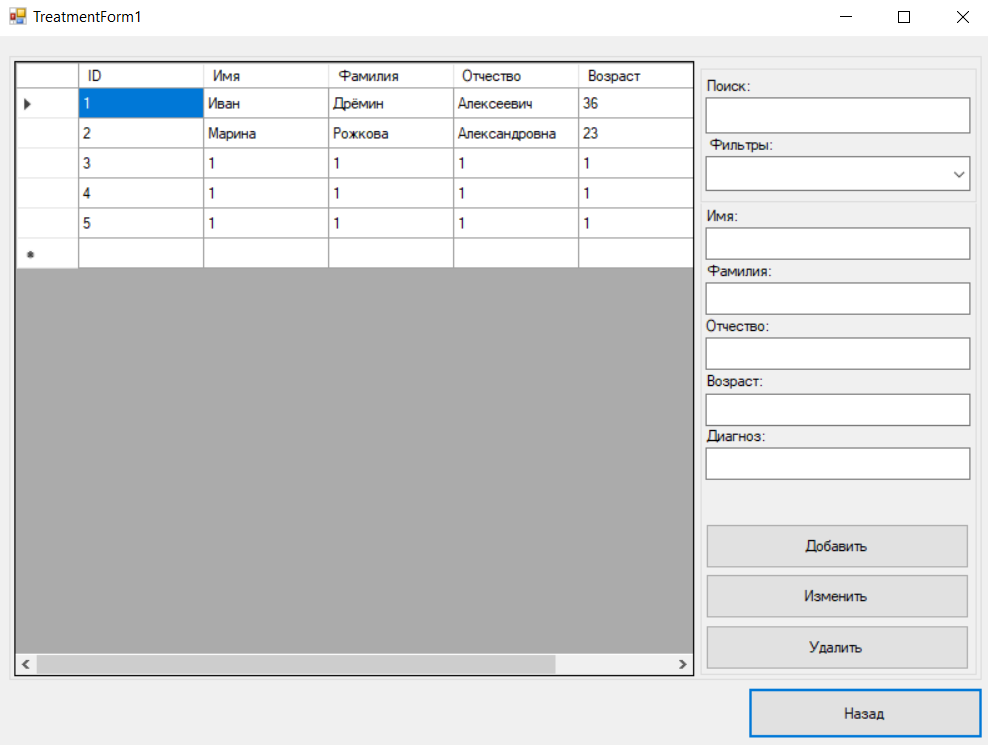 TreatmentForm1
ID Имя Фамилия Отчество Возраст
1 Иван Дрёмин Алексеевич 36
2 Марина Рожкова Александровна 23
3 1 1 1 1
4 1 1 1 1
5 1 1 1 1
Поиск:
Фильтры:
Имя:
Фамилия:
Отчество:
Возраст:
Диагноз:
Добавить
Изменить
Удалить
Назад